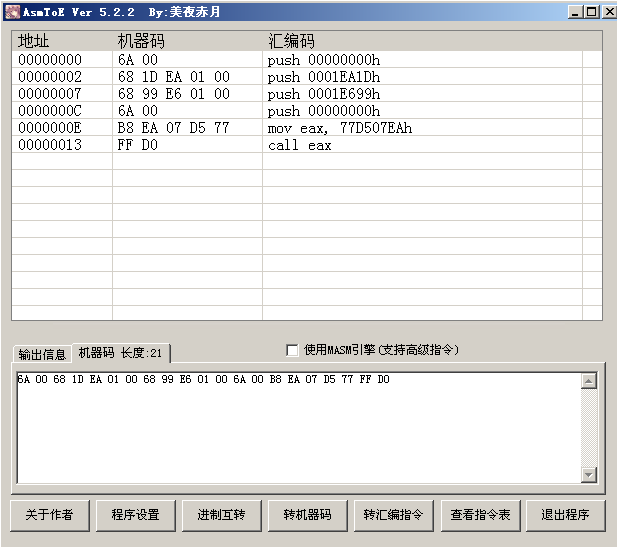 AsmToE Ver 5.2.2 By:美夜赤月
地址 机器码 汇编码
00000000 6A 00 push 00000000h
00000002 68 1D EA 01 00 push 0001EA1Dh
00000007 68 99 E6 01 00 push 0001E699h
0000000C 6A 00 push 00000000h
0000000E B8 EA 07 D5 77 mov eax, 77D507EAh
00000013 FF D0 call eax
输出信息 机器码 长度:21 使用MASM引擎(支持高级指令)
6A 00 68 1D EA 01 00 68 99 E6 01 00 6A 00 B8 EA 07 D5 77 FF D0
关于作者 程序设置 进制互转 转机器码 转汇编指令 查看指令表 退出程序